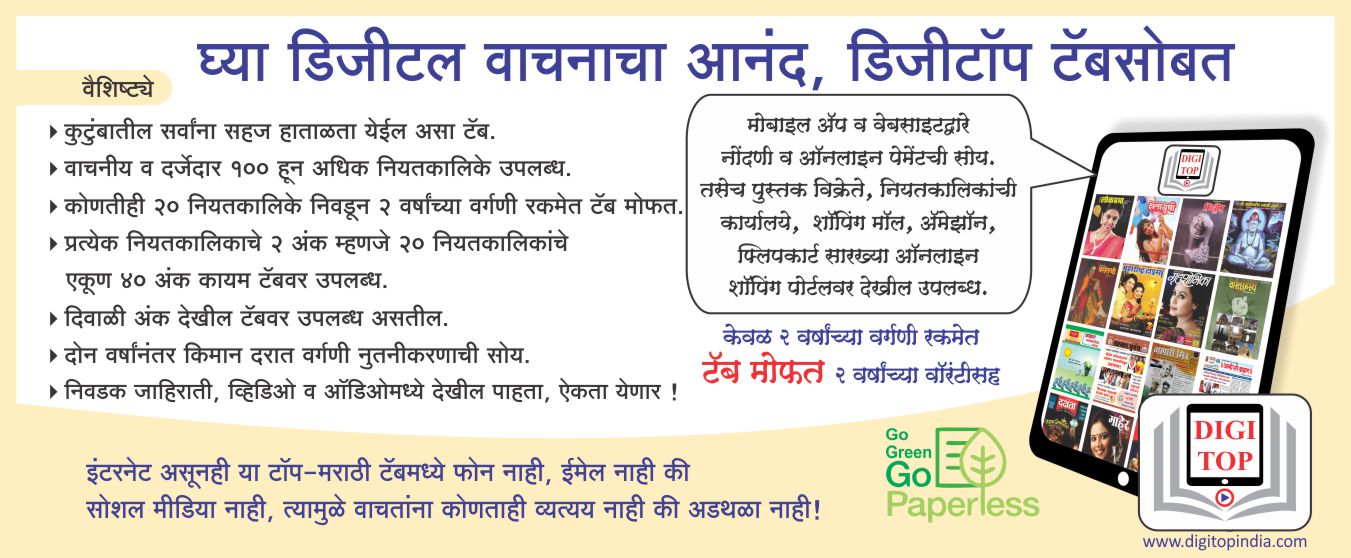 घ्या डिजीटल वाचनाचा आनंद, डिजीटॉप टॅबसोबत
वैशिष्ट्ये
कुटुंबातील सर्वांना सहज हाताळता येईल असा टॅब.
वाचनीय व दर्जेदार १०० हून अधिक नियतकालिके उपलब्ध.
कोणतीही २० नियतकालिके निवडून २ वर्षांच्या वर्गणी रकमेत टॅब मोफत.
प्रत्येक नियतकालिकाचे २ अंक म्हणजे २० नियतकालिकांचे
एकूण ४० अंक कायम टॅबवर उपलब्ध.
दिवाळी अंक देखील टॅबवर उपलब्ध असतील.
दोन वर्षांनंतर किमान दरात वर्गणी नुतनीकरणाची सोय.
निवडक जाहिराती, व्हिडिओ व ऑडिओमध्ये देखील पाहता, ऐकता येणार !
मोबाइल ॲप व वेबसाइटद्वारे
नोंदणी व ऑनलाइन पेमेंटची सोय.
तसेच पुस्तक विक्रेते, नियतकालिकांची
कार्यालये, शॉपिंग मॉल, ॲमेझॉन,
फ्लिपकार्ट सारख्या ऑनलाइन
शॉपिंग पोर्टलवर देखील उपलब्ध.
केवळ २ वर्षांच्या वर्गणी रकमेत
टॅब मोफत २ वर्षांच्या वॉरंटीसह
DIGI
TOP
महाराष्ट्र टाइम्स
व्यापारी मित्र
माहेर
इंटरनेट असूनही या टॉप-मराठी टॅबमध्ये फोन नाही, ईमेल नाही की
सोशल मीडिया नाही, त्यामुळे वाचतांना कोणताही व्यत्यय नाही की अडथळा नाही!
Go
Green
Go
Paperless
DIGI
TOP
www.digitopindia.com